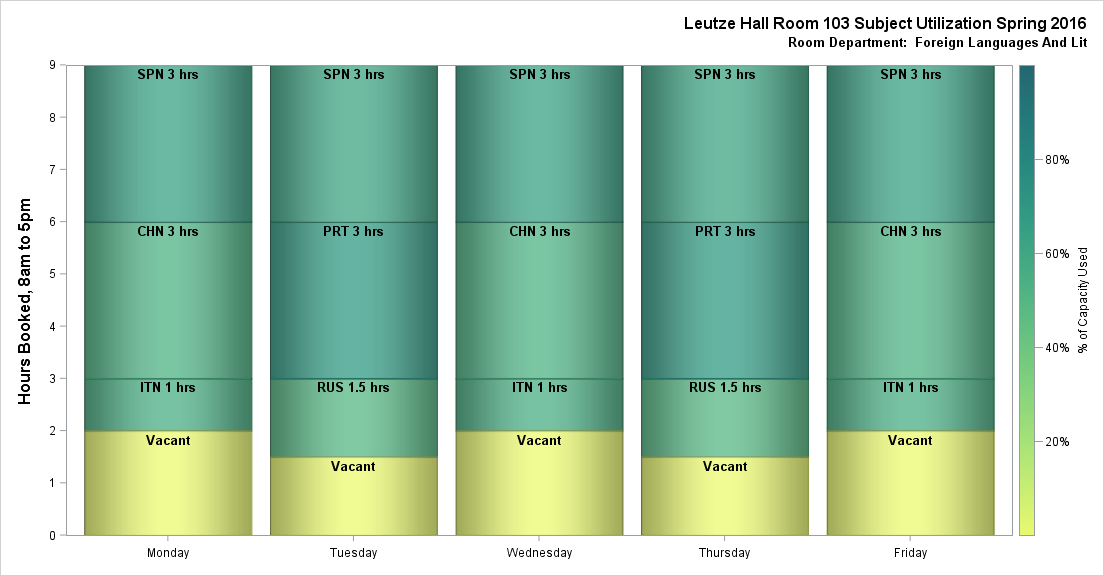 Leutze Hall Room 103 Subject Utilization Spring 2016
Room Department:  Foreign Languages And Lit
Hours Booked, 8am to 5pm
9
8
7
6
5
4
3
2
1
0
SPN 3 hrs
CHN 3 hrs
ITN 1 hrs
Vacant
Monday
SPN 3 hrs
PRT 3 hrs
RUS 1.5 hrs
Vacant
Tuesday
SPN 3 hrs
CHN 3 hrs
ITN 1 hrs
Vacant
Wednesday
SPN 3 hrs
PRT 3 hrs
RUS 1.5 hrs
Vacant
Thursday
SPN 3 hrs
CHN 3 hrs
ITN 1 hrs
Vacant
Friday
80%
60%
40%
20%
% of Capacity Used